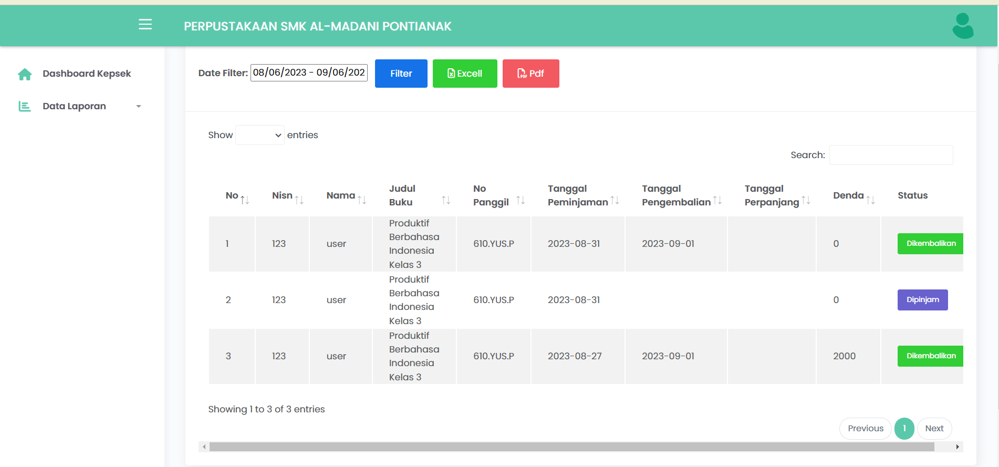 PERPUSTAKAAN SMK AL-MADANI PONTIANAK
Dashboard Kepsek
Data Laporan
Date Filter: 08/06/2023 - 09/06/202 Filter Excell Pdf
Show entries
Search:
No Nisn Nama Judul Buku No Panggil Tanggal Peminjaman Tanggal Pengembalian Tanggal Perpanjang Denda Status
1 123 user Produktif Berbahasa Indonesia Kelas 3 610.YUS.P 2023-08-31 2023-09-01 0 Dikembalikan
2 123 user Produktif Berbahasa Indonesia Kelas 3 610.YUS.P 2023-08-31 0 Dipinjam
3 123 user Produktif Berbahasa Indonesia Kelas 3 610.YUS.P 2023-08-27 2023-09-01 2000 Dikembalikan
Showing 1 to 3 of 3 entries
Previous 1 Next